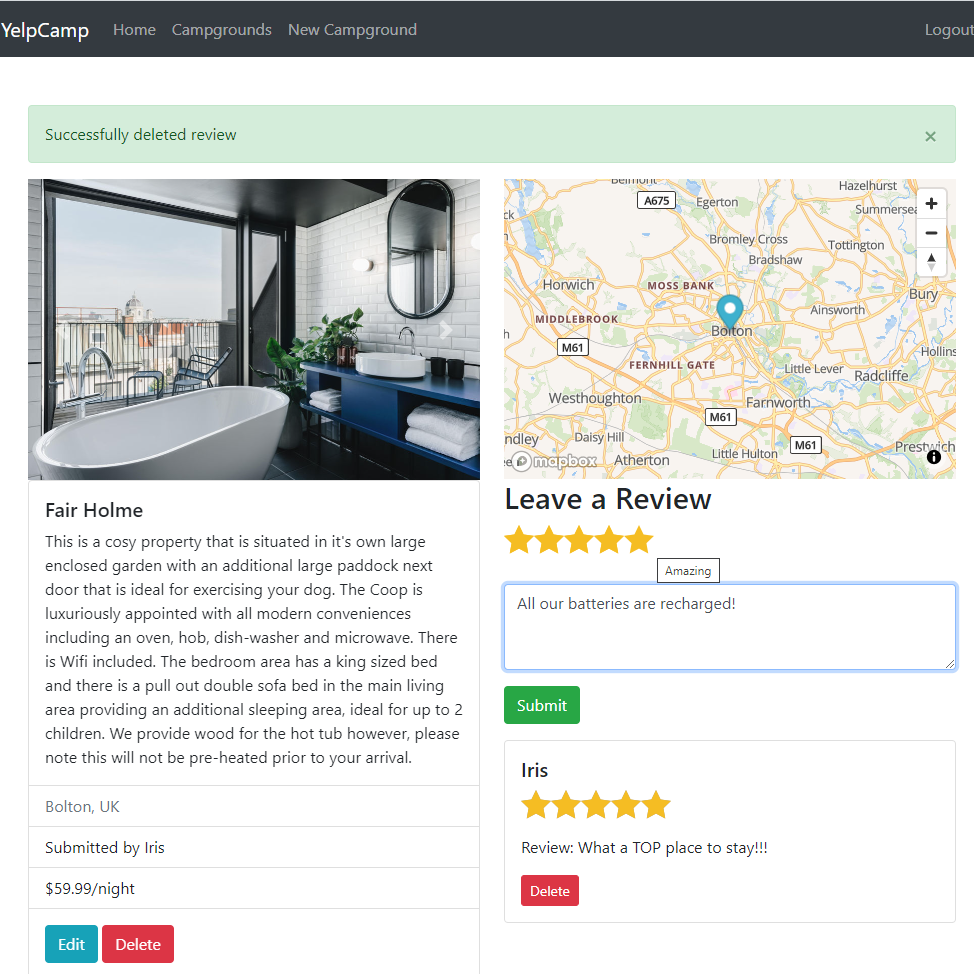 YelpCamp Home Campgrounds New Campground Logout
Successfully deleted review ×
Belmont
Hazelhurst
A675
Egerton
Bromley Cross
Tottington
Bradshaw
Horwich
MOSS BANK
Bury
Ainsworth
MIDDLEBROOK
Bolton
M61
FERNHILL GATE
Little Lever
Radcliffe
Westhoughton
Farnworth
M61
Daisy Hill
M61
Prestwich
Little Hulton
Atherton
mapbox
Fair Holme
This is a cosy property that is situated in it's own large
enclosed garden with an additional large paddock next
door that is ideal for exercising your dog. The Coop is
luxuriously appointed with all modern conveniences
including an oven, hob, dish-washer and microwave. There
is Wifi included. The bedroom area has a king sized bed
and there is a pull out double sofa bed in the main living
area providing an additional sleeping area, ideal for up to 2
children. We provide wood for the hot tub however, please
note this will not be pre-heated prior to your arrival.
Bolton, UK
Submitted by Iris
$59.99/night
Edit Delete
Leave a Review
Amazing
All our batteries are recharged!
Submit
Iris
Review: What a TOP place to stay!!!
Delete